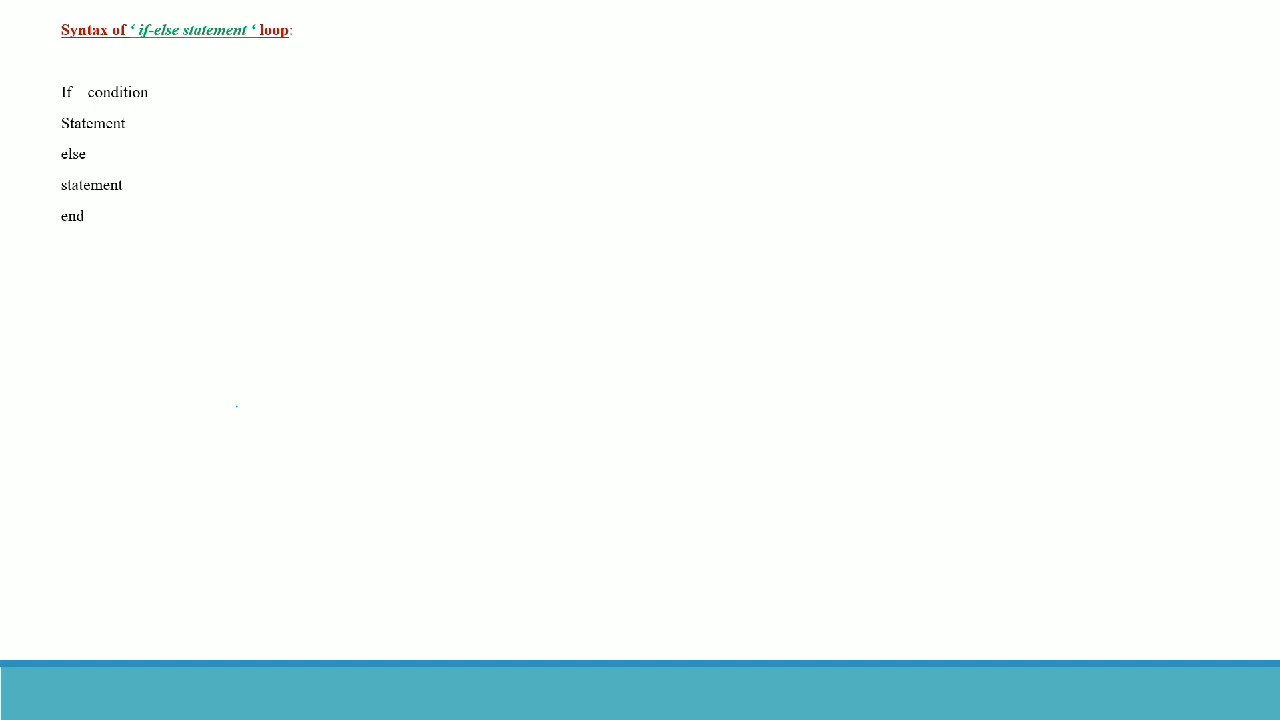 Syntax of ‘ if-else statement ‘ loop:
If condition
Statement
else
statement
end